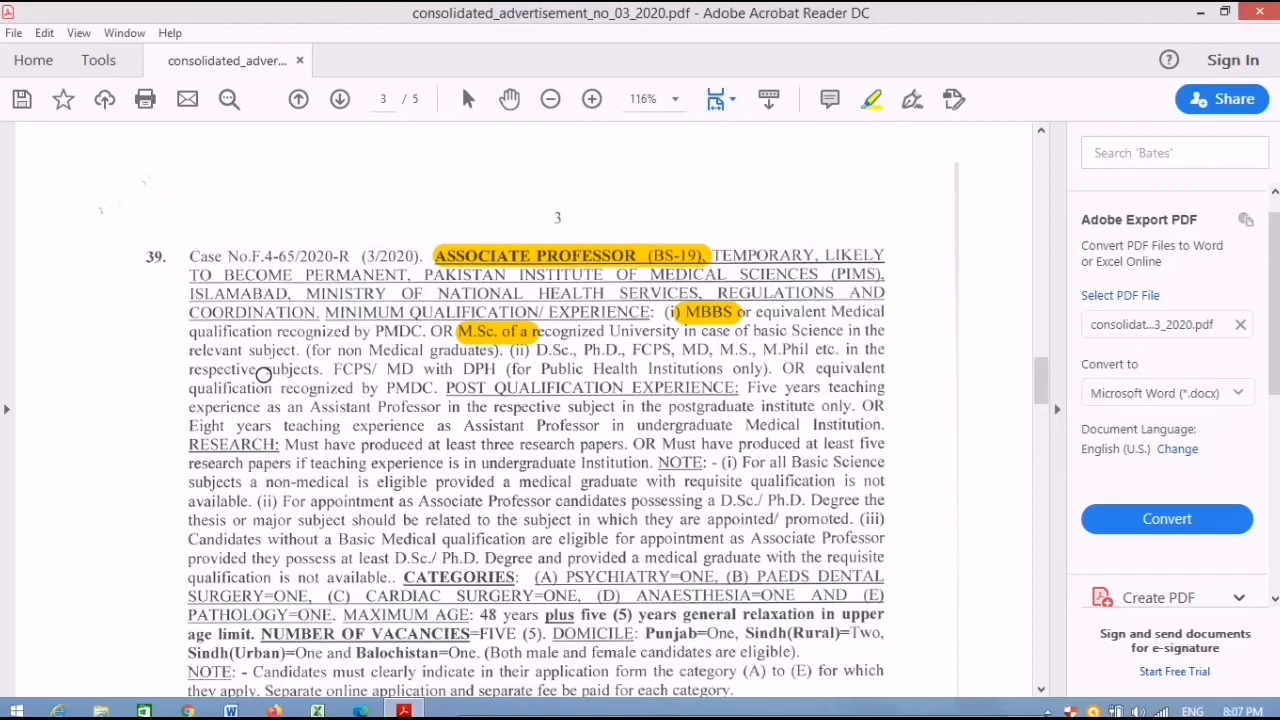 consolidated_advertisement_no_03_2020.pdf - Adobe Acrobat Reader DC
File Edit View Window Help
Home Tools consolidated_adver... × Sign In
3 / 5 116% Share
Search 'Bates'
3
39. Case No.F.4-65/2020-R (3/2020). ASSOCIATE PROFESSOR (BS-19), TEMPORARY, LIKELY
TO BECOME PERMANENT, PAKISTAN INSTITUTE OF MEDICAL SCIENCES (PIMS),
ISLAMABAD, MINISTRY OF NATIONAL HEALTH SERVICES, REGULATIONS AND
COORDINATION. MINIMUM QUALIFICATION/ EXPERIENCE: (i) MBBS or equivalent Medical
qualification recognized by PMDC. OR M.Sc. of a recognized University in case of basic Science in the
relevant subject. (for non Medical graduates). (ii) D.Sc., Ph.D., FCPS, MD, M.S., M.Phil etc. in the
respective subjects. FCPS/ MD with DPH (for Public Health Institutions only). OR equivalent
qualification recognized by PMDC. POST QUALIFICATION EXPERIENCE: Five years teaching
experience as an Assistant Professor in the respective subject in the postgraduate institute only. OR
Eight years teaching experience as Assistant Professor in undergraduate Medical Institution.
RESEARCH: Must have produced at least three research papers. OR Must have produced at least five
research papers if teaching experience is in undergraduate Institution. NOTE: - (i) For all Basic Science
subjects a non-medical is eligible provided a medical graduate with requisite qualification is not
available. (ii) For appointment as Associate Professor candidates possessing a D.Sc./ Ph.D. Degree the
thesis or major subject should be related to the subject in which they are appointed/ promoted. (iii)
Candidates without a Basic Medical qualification are eligible for appointment as Associate Professor
provided they possess at least D.Sc./ Ph.D. Degree and provided a medical graduate with the requisite
qualification is not available.. CATEGORIES: (A) PSYCHIATRY=ONE, (B) PAEDS DENTAL
SURGERY=ONE, (C) CARDIAC SURGERY=ONE, (D) ANAESTHESIA=ONE AND (E)
PATHOLOGY=ONE. MAXIMUM AGE: 48 years plus five (5) years general relaxation in upper
age limit. NUMBER OF VACANCIES=FIVE (5). DOMICILE: Punjab=One, Sindh(Rural)=Two,
Sindh(Urban)=One and Balochistan=One. (Both male and female candidates are eligible).
NOTE: - Candidates must clearly indicate in their application form the category (A) to (E) for which
they apply. Separate online application and separate fee be paid for each category.
Adobe Export PDF
Convert PDF Files to Word
or Excel Online
Select PDF File
consolidat...3_2020.pdf
Convert to
Microsoft Word (*.docx)
Document Language:
English (U.S.) Change
Convert
Create PDF
Sign and send documents
for e-signature
Start Free Trial
ENG 8:07 PM